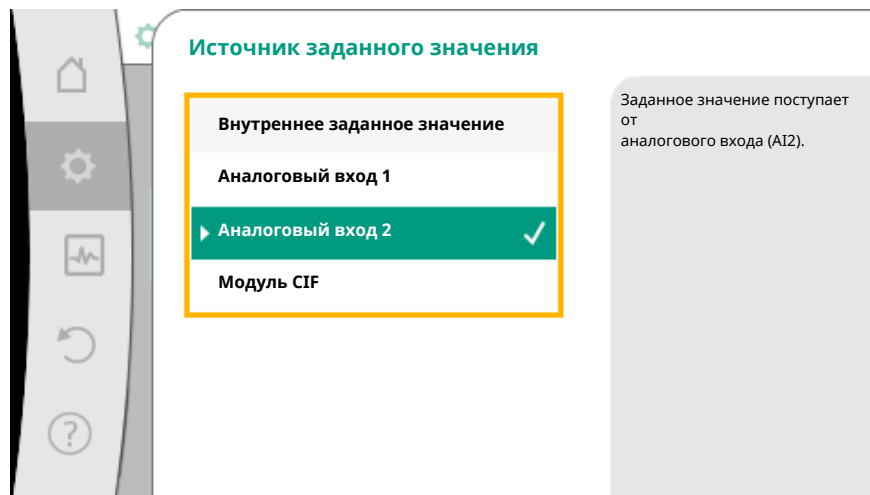 Источник заданного значения
Внутреннее заданное значение
Аналоговый вход 1
Аналоговый вход 2
Модуль CIF
Заданное значение поступает
от
аналогового входа (AI2).
?